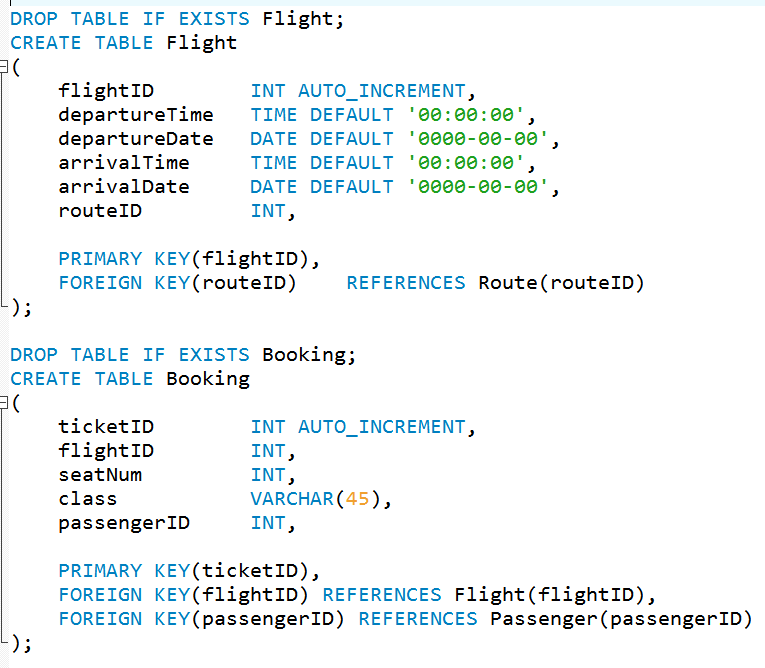 DROP TABLE IF EXISTS Flight;
CREATE TABLE Flight
(
    flightID        INT AUTO_INCREMENT,
    departureTime   TIME DEFAULT '00:00:00',
    departureDate   DATE DEFAULT '0000-00-00',
    arrivalTime     TIME DEFAULT '00:00:00',
    arrivalDate     DATE DEFAULT '0000-00-00',
    routeID         INT,

    PRIMARY KEY(flightID),
    FOREIGN KEY(routeID)    REFERENCES Route(routeID)
);

DROP TABLE IF EXISTS Booking;
CREATE TABLE Booking
(
    ticketID        INT AUTO_INCREMENT,
    flightID        INT,
    seatNum         INT,
    class           VARCHAR(45),
    passengerID     INT,

    PRIMARY KEY(ticketID),
    FOREIGN KEY(flightID) REFERENCES Flight(flightID),
    FOREIGN KEY(passengerID) REFERENCES Passenger(passengerID)
);